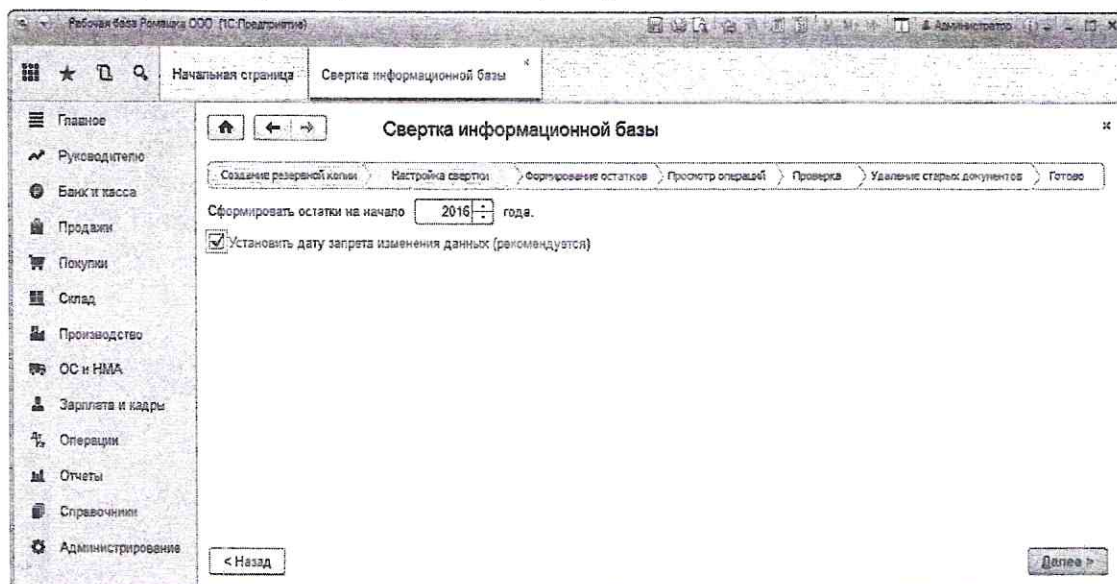 Рабочая база Ромашка ООО (1С:Предприятие)
M M+ M-
Администратор
Начальная страница
Свертка информационной базы
Главное
Руководителю
Банк и касса
Продажи
Покупки
Склад
Производство
ОС и НМА
Зарплата и кадры
Операции
Отчеты
Справочники
Администрирование
Свертка информационной базы
Создание резервной копии
Настройка свертки
Формирование остатков
Просмотр операций
Проверка
Удаление старых документов
Готово
Сформировать остатки на начало 2016 года.
Установить дату запрета изменения данных (рекомендуется)
< Назад
Далее >